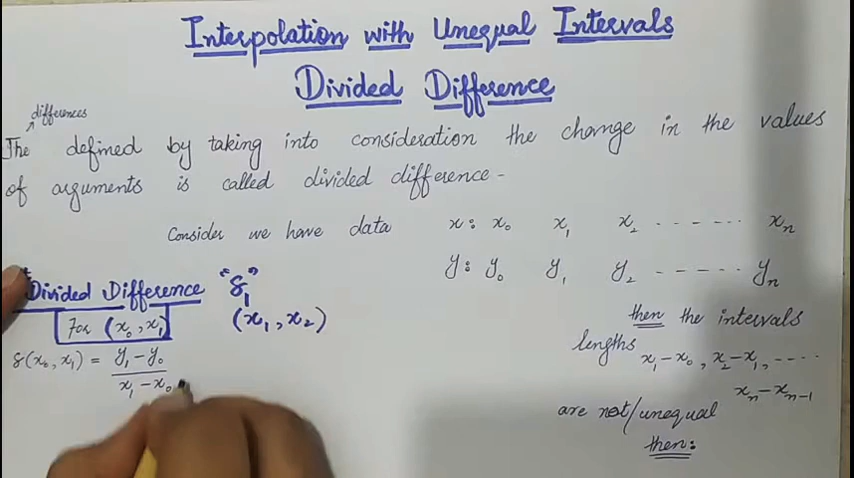 Interpolation with Unequal Intervals
Divided Difference
differences
The defined by taking into consideration the change in the values
of arguments is called divided difference -
Consider we have data x: x₀ x₁ x₂ ------- xₙ
y: y₀ y₁ y₂ ------- yₙ
Divided Difference "δ₁"
For (x₀, x₁) (x₁, x₂)
δ(x₀, x₁) = y₁ - y₀
x₁ - x₀
then the intervals
lengths x₁-x₀, x₂-x₁, ----
xₙ-xₙ₋₁
are not/unequal
then: